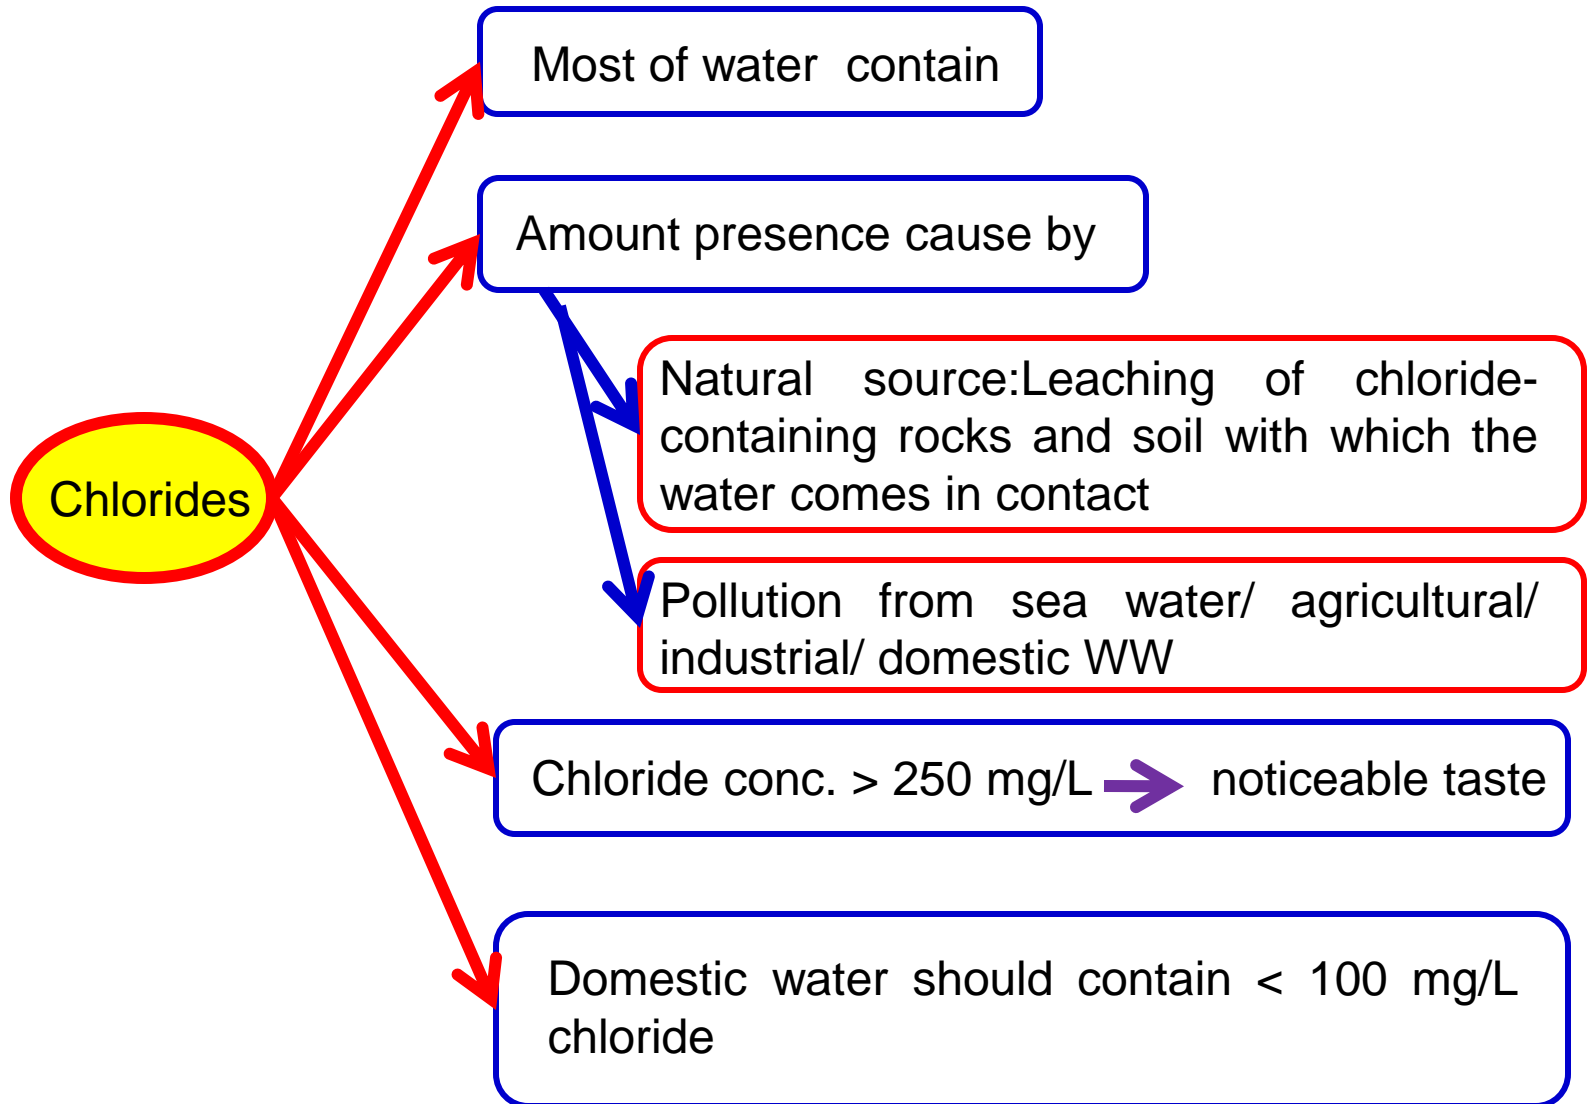 Most of water contain
Amount presence cause by
Natural source:Leaching of chloride-
containing rocks and soil with which the
water comes in contact
Chlorides
Pollution from sea water/ agricultural/
industrial/ domestic WW
Chloride conc. > 250 mg/L noticeable taste
Domestic water should contain < 100 mg/L
chloride